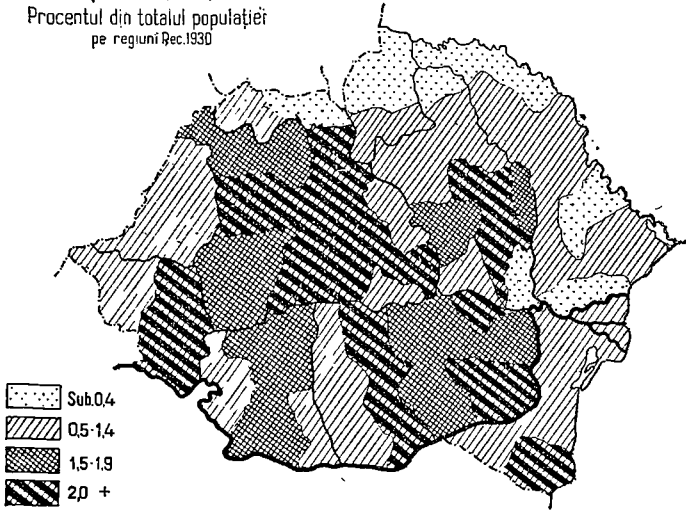 Procentul din totalul populației
pe regiuni Rec.1930
Sub.0,4
0,5-1,4
1,5-1,9
2,0 +